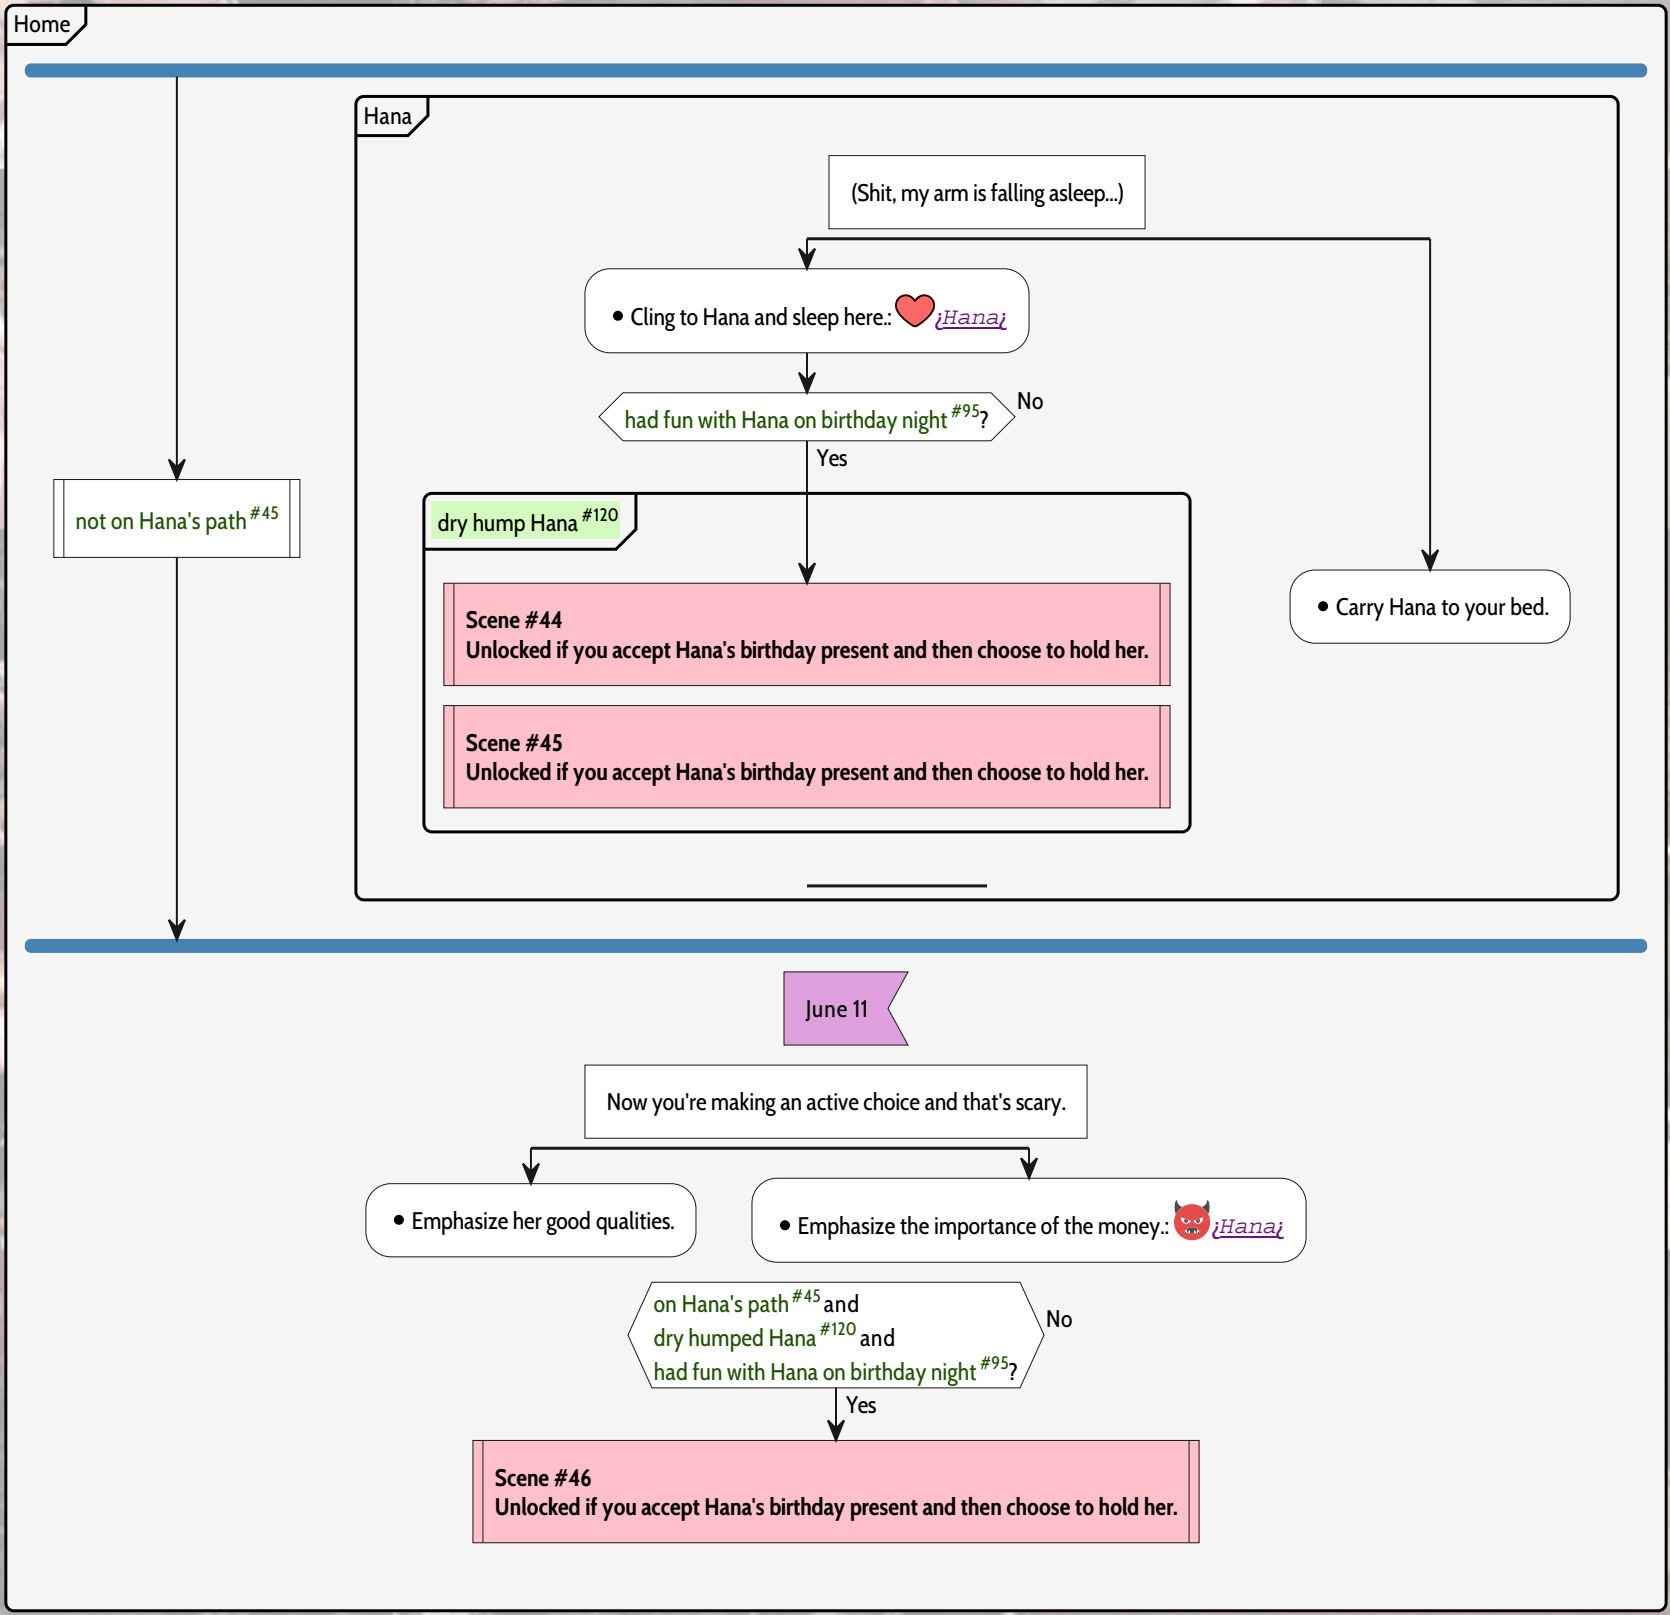 Home
Hana
(Shit, my arm is falling asleep...)
• Cling to Hana and sleep here.: ¿Hana¿
had fun with Hana on birthday night #95?
No
Yes
not on Hana's path #45
dry hump Hana #120
Scene #44
Unlocked if you accept Hana's birthday present and then choose to hold her.
• Carry Hana to your bed.
Scene #45
Unlocked if you accept Hana's birthday present and then choose to hold her.
June 11
Now you're making an active choice and that's scary.
• Emphasize her good qualities.
• Emphasize the importance of the money.: ¿Hana¿
on Hana's path #45 and
dry humped Hana #120 and
had fun with Hana on birthday night #95?
No
Yes
Scene #46
Unlocked if you accept Hana's birthday present and then choose to hold her.